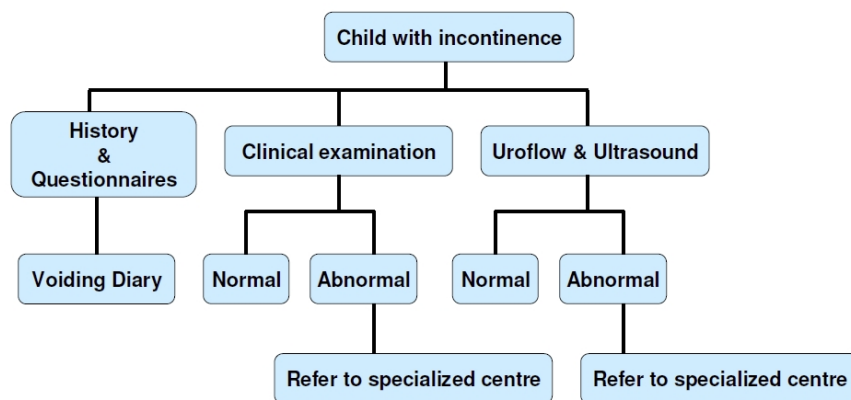 Child with incontinence
History
&
Questionnaires
Clinical examination
Uroflow & Ultrasound
Voiding Diary
Normal
Abnormal
Normal
Abnormal
Refer to specialized centre
Refer to specialized centre